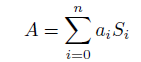 A = \sum_{i=0}^{n} a_i S_i